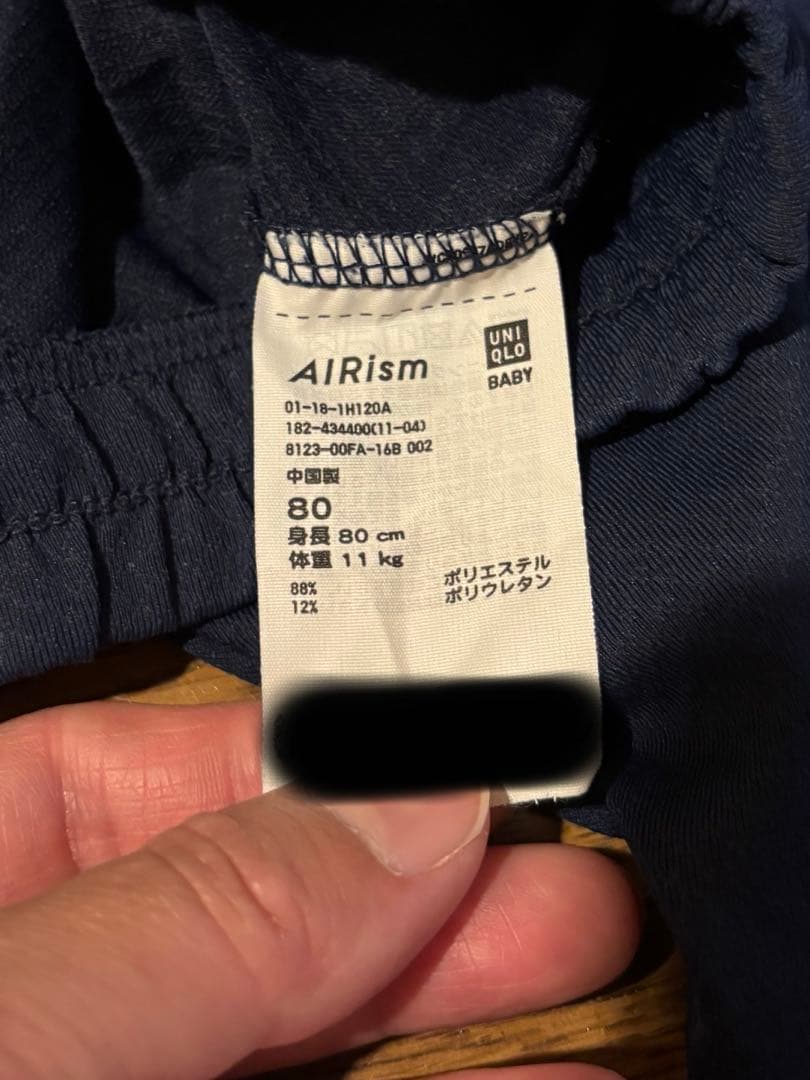 AIRism
UNI
QLO
BABY
01-18-1H120A
182-434400(11-04)
8123-00FA-16B 002
中国製
80
身長 80 cm
体重 11 kg
88% ポリエステル
12% ポリウレタン